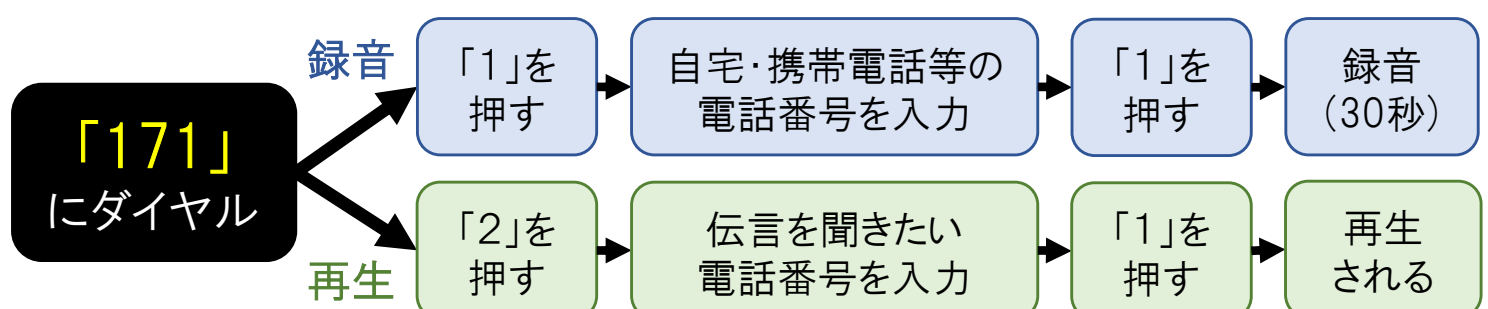 「171」
にダイヤル
録音
「1」を
押す
自宅・携帯電話等の
電話番号を入力
「1」を
押す
録音
（30秒）
再生
「2」を
押す
伝言を聞きたい
電話番号を入力
「1」を
押す
再生
される